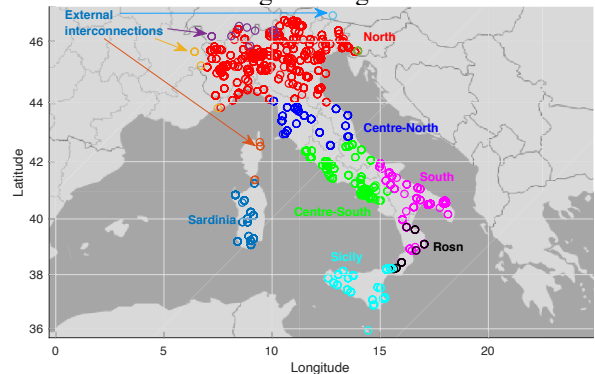 External
interconnections
North
Centre-North
South
Centre-South
Sardinia
Rosn
Sicily
Latitude
46
44
42
40
38
36
0
5
10
15
20
Longitude